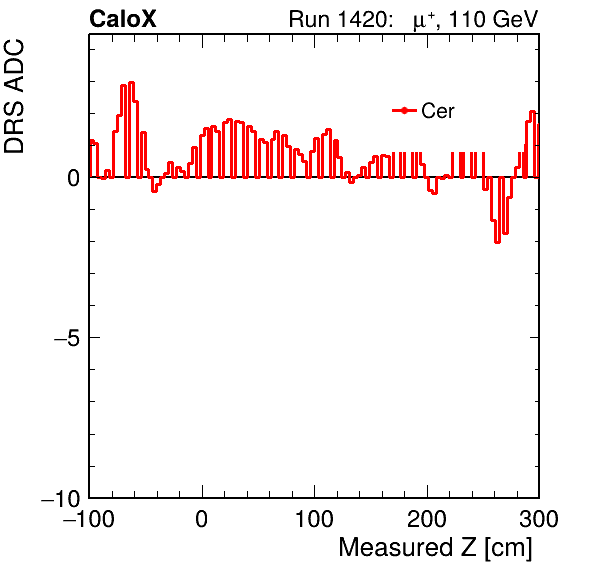 CaloX Run 1420: μ⁺, 110 GeV
DRS ADC
Cer
0
−5
−10
−100 0 100 200 300
Measured Z [cm]